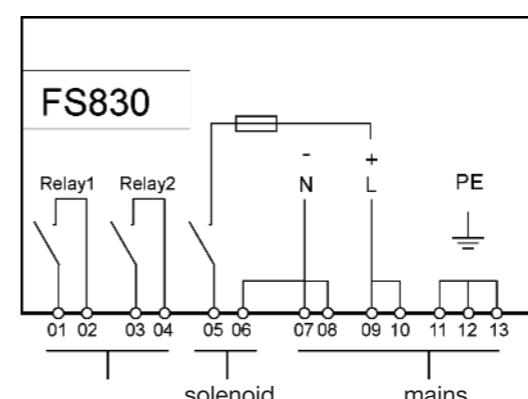 FS830
- +
Relay1 Relay2 N L PE
01 02 03 04 05 06 07 08 09 10 11 12 13
solenoid mains